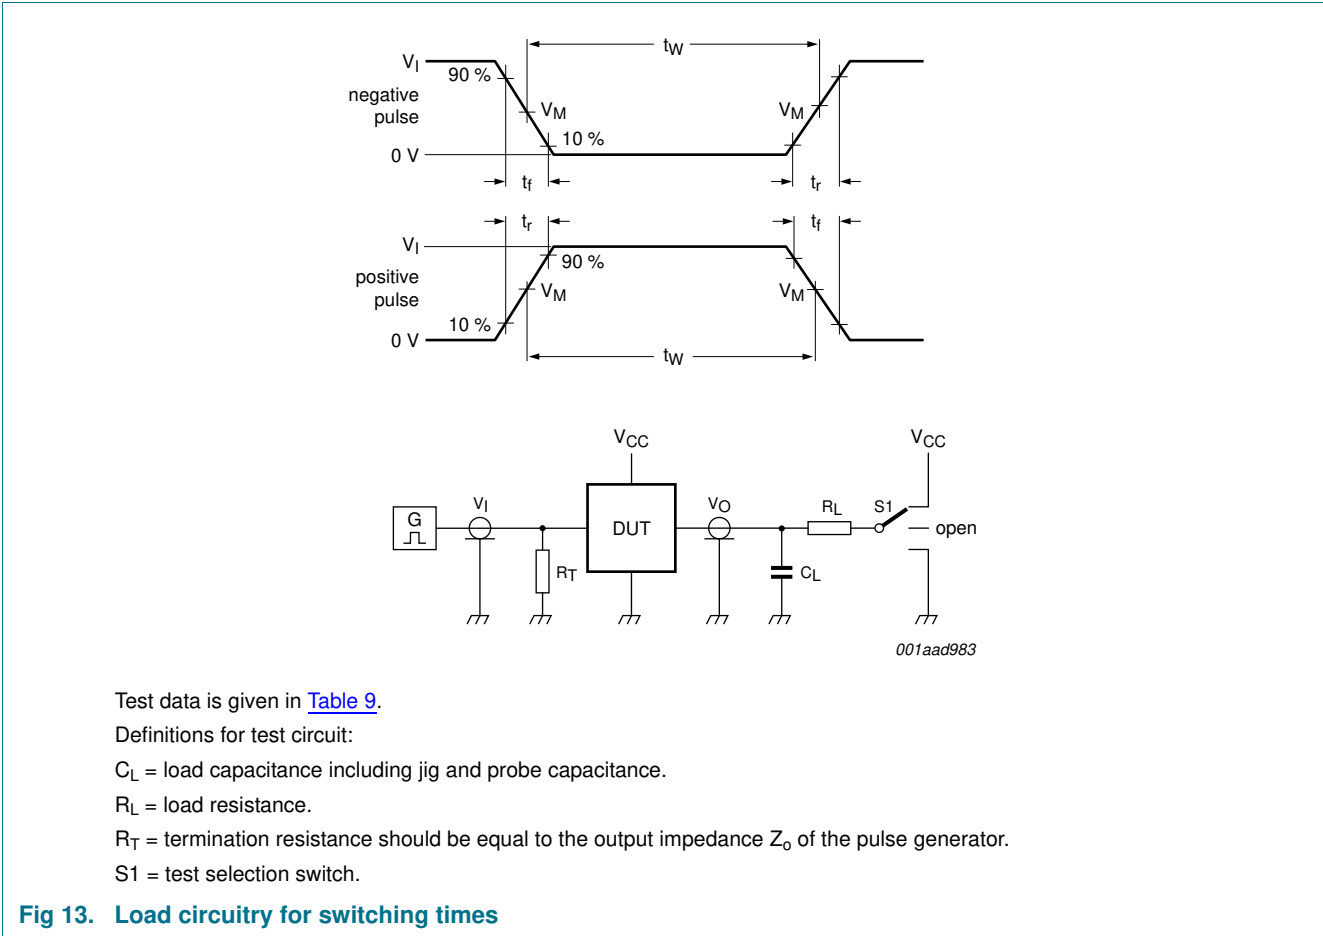 tW
VI
90 %
negative
pulse
VM
VM
10 %
0 V
tf
tr
tr
tf
VI
90 %
positive
pulse
VM
VM
10 %
0 V
tW
VCC
VCC
G
VI
DUT
VO
RL
S1
open
RT
CL
001aad983
Test data is given in Table 9.
Definitions for test circuit:
CL = load capacitance including jig and probe capacitance.
RL = load resistance.
RT = termination resistance should be equal to the output impedance Zo of the pulse generator.
S1 = test selection switch.
Fig 13. Load circuitry for switching times